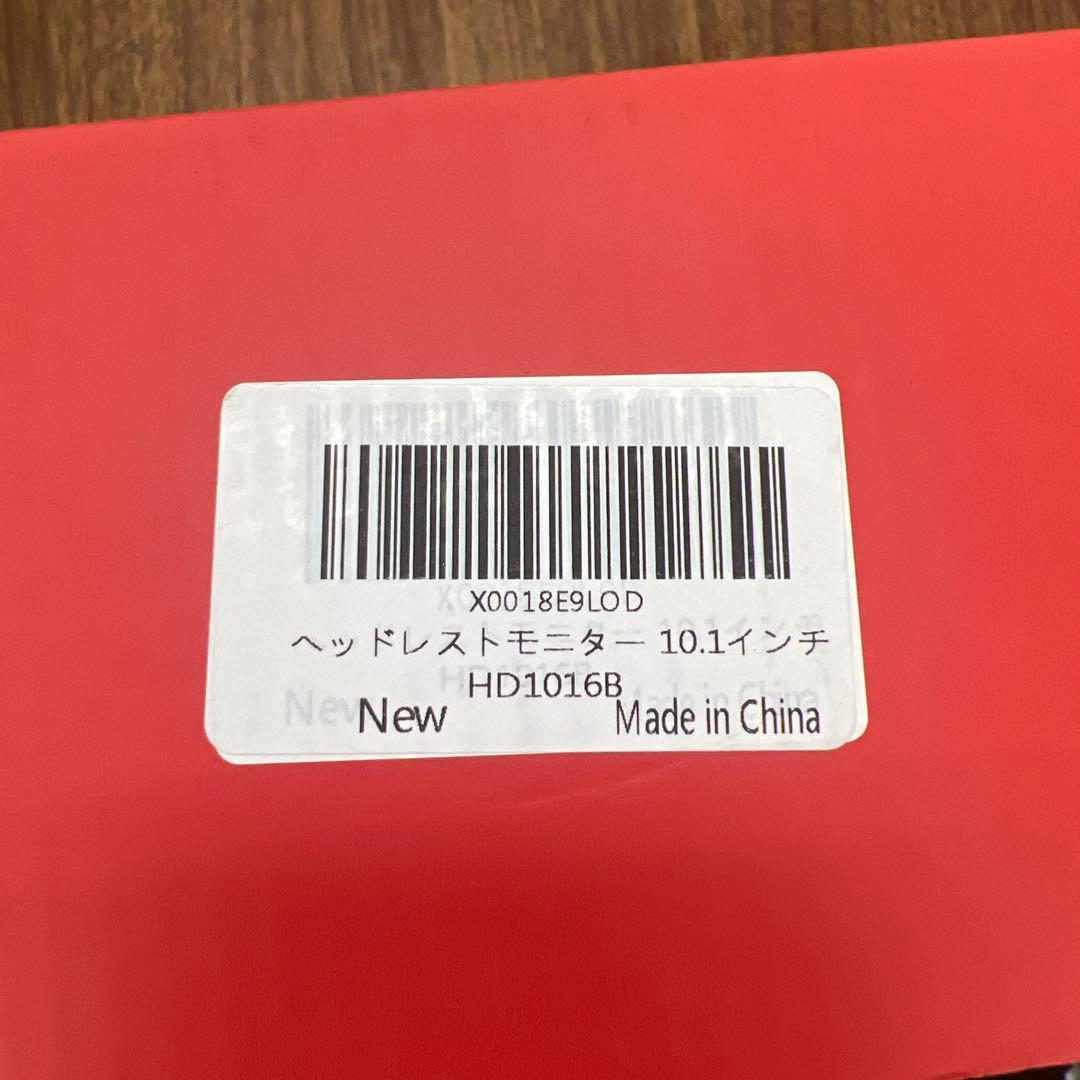 X0018E9LOD
ヘッドレストモニター 10.1インチ
HD1016B
New Made in China